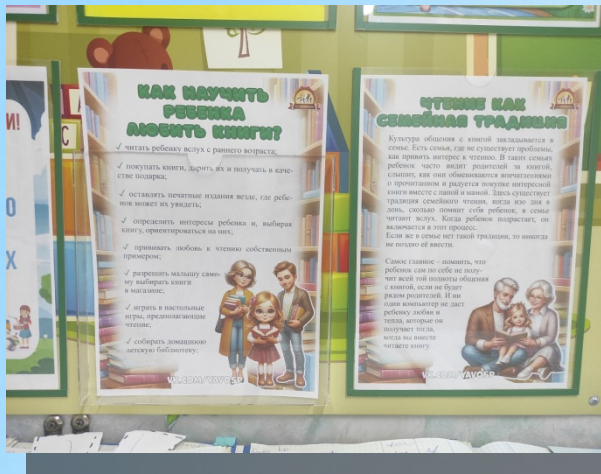 И!
О
Х
С
КАК НАУЧИТЬ
РЕБЕНКА
ЛЮБИТЬ КНИГИ?
✓ читать ребенку вслух с раннего возраста;
✓ покупать книги, дарить их и получать в каче-
стве подарка;
✓ оставлять печатные издания везде, где ребе-
нок может их увидеть;
✓ определить интересы ребенка и, выбирая
книгу, ориентироваться на них;
✓ прививать любовь к чтению собственным
примером;
✓ разрешить малышу само-
му выбирать книги
в магазине;
✓ играть в настольные
игры, предполагающие
чтение;
✓ собирать домашнюю
детскую библиотеку;
VK.COM/YAVOSP
ЧТЕНИЕ КАК
СЕМЕЙНАЯ ТРАДИЦИЯ
Культура общения с книгой закладывается в
семье. Есть семьи, где не существует проблемы,
как привить интерес к чтению. В таких семьях
ребенок часто видит родителей за книгой,
слышит, как они обмениваются впечатлениями
о прочитанном и радуется покупке интересной
книги вместе с папой и мамой. Здесь существует
традиция семейного чтения, когда изо дня в
день, сколько помнит себя ребенок, в семье
читают вслух. Когда ребенок подрастает, он
включается в этот процесс.
Если же в семье нет такой традиции, то никогда
не поздно её ввести.
Самое главное – помнить, что
ребенок сам по себе не полу-
чит всей той полноты общения
с книгой, если не будет
рядом родителей. И ни
один компьютер не даст
ребенку любви и
тепла, которые он
получает тогда,
когда вы вместе
читаете книгу.
VK.COM/YAVOSP